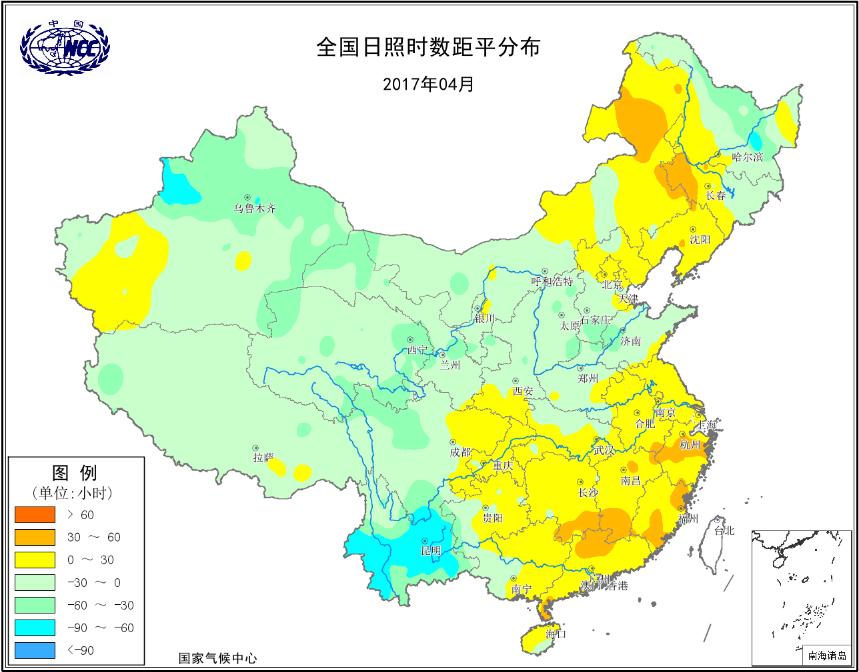 中国
NCC
全国日照时数距平分布
2017年04月
哈尔滨
长春
乌鲁木齐
沈阳
呼和浩特
北京
天津
银川
太原
石家庄
西宁
济南
兰州
郑州
西安
南京
合肥
上海
成都
武汉
杭州
拉萨
重庆
南昌
长沙
贵阳
福州
台北
昆明
南宁
广州
澳门
香港
海口
图 例
(单位:小时)
> 60
30 ~ 60
0 ~ 30
-30 ~ 0
-60 ~ -30
-90 ~ -60
<-90
国家气候中心
南海诸岛